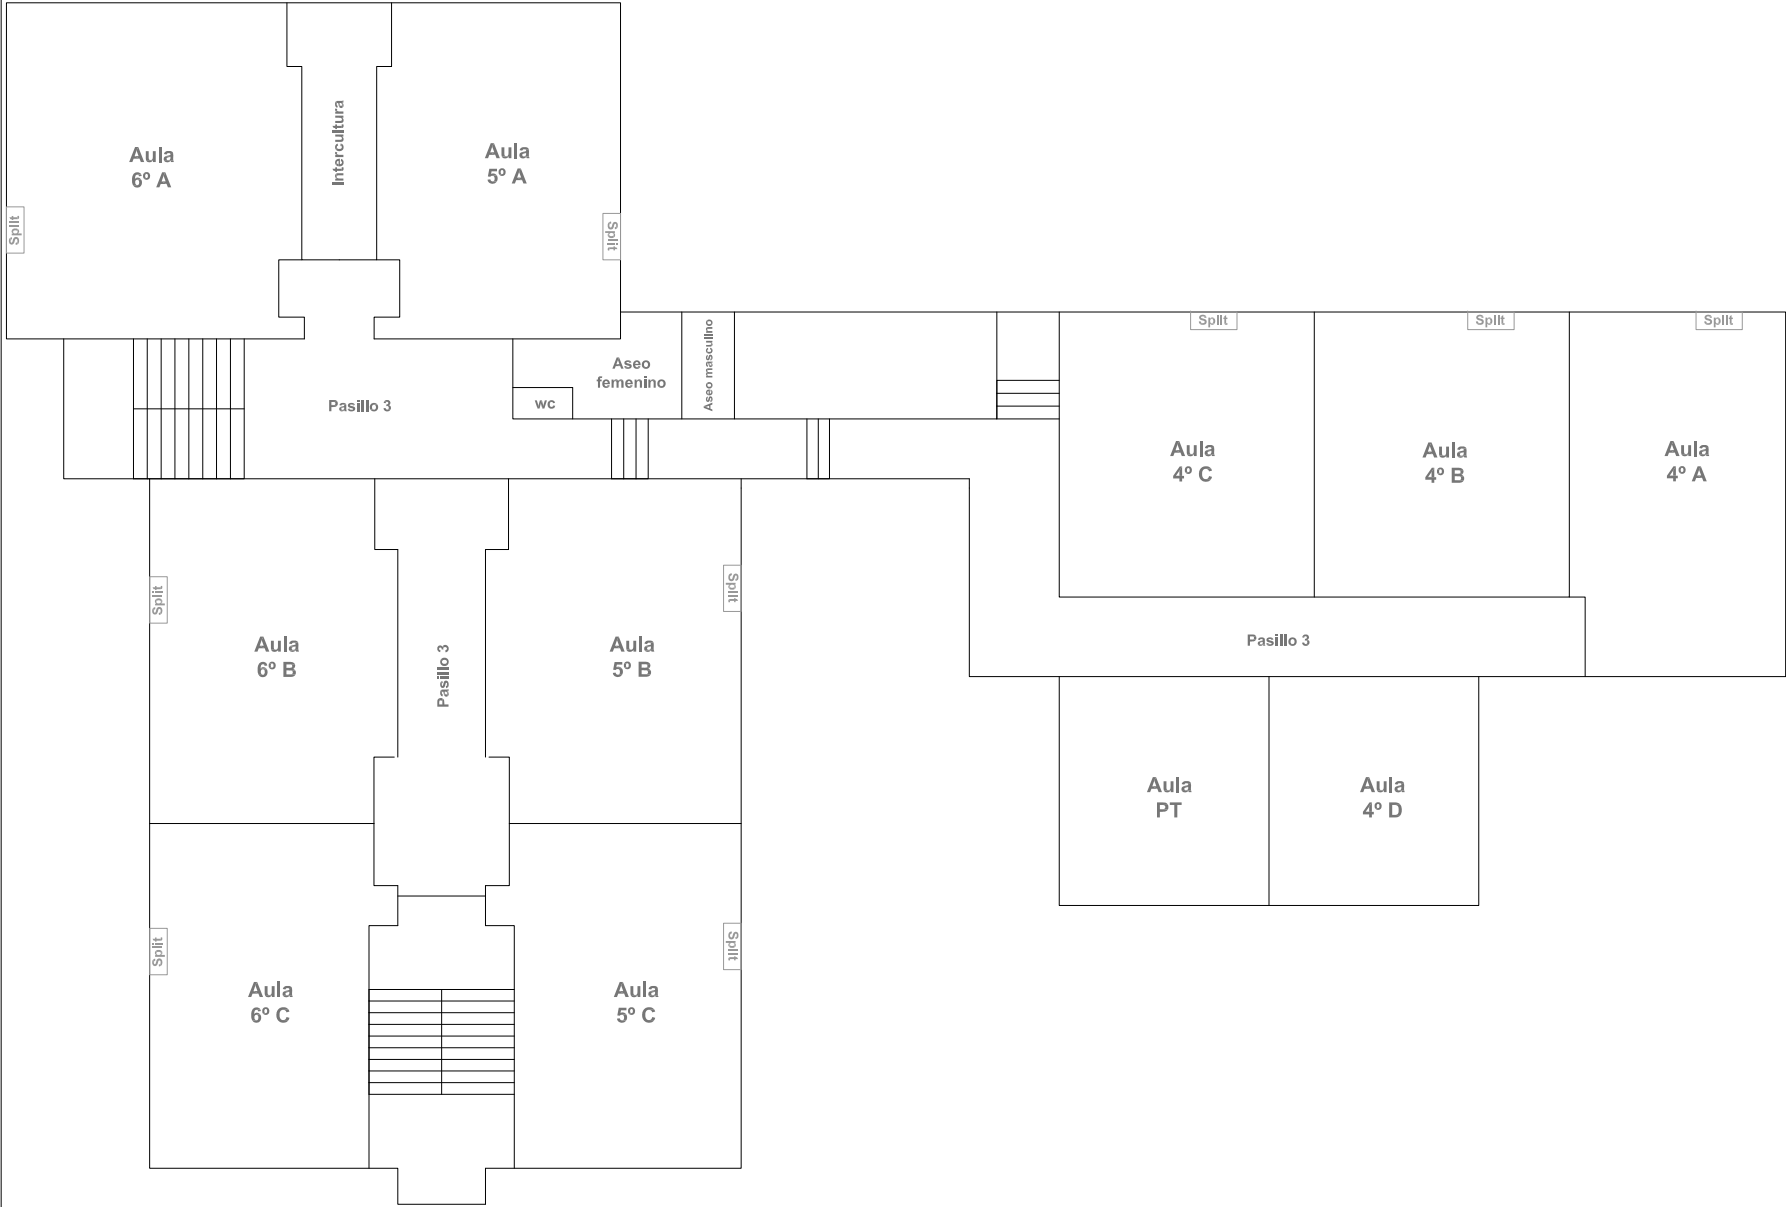 Aula
6º A
Intercultura
Aula
5º A
Split
Split
Aseo
femenino
Aseo masculino
wc
Pasillo 3
Split
Split
Split
Aula
4º C
Aula
4º B
Aula
4º A
Split
Split
Aula
6º B
Pasillo 3
Aula
5º B
Pasillo 3
Aula
PT
Aula
4º D
Split
Split
Aula
6º C
Aula
5º C